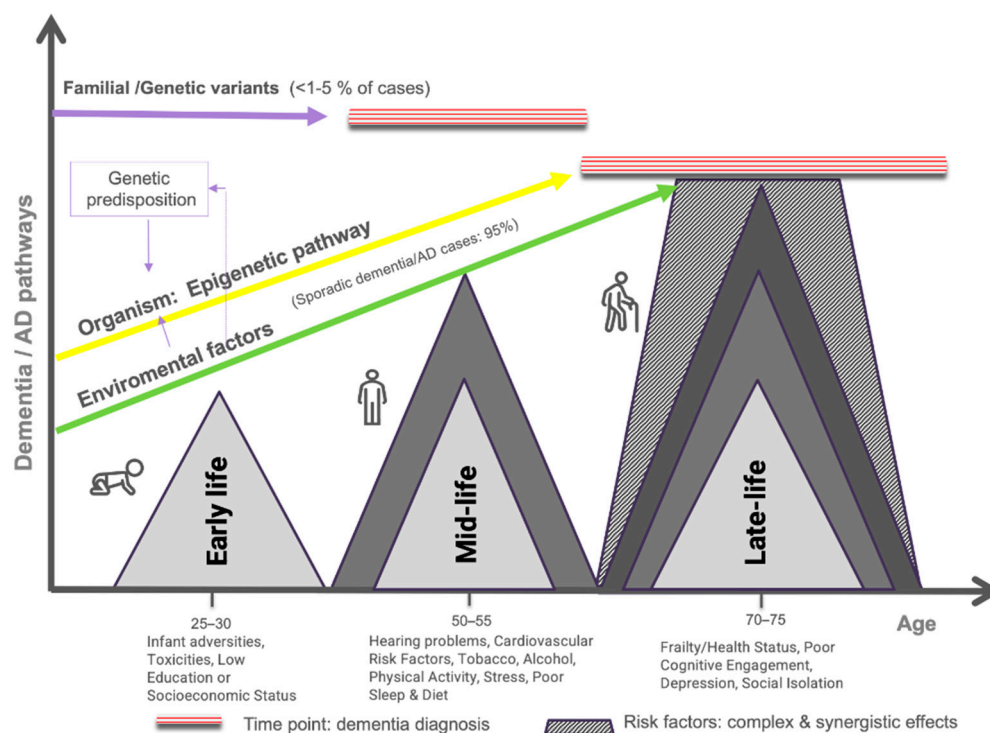 Familial /Genetic variants (<1-5 % of cases)
Genetic
predisposition
Organism: Epigenetic pathway
(Sporadic dementia/AD cases: 95%)
Enviromental factors
Dementia / AD pathways
Early life
Mid-life
Late-life
25–30
50–55
70–75
Age
Infant adversities,
Toxicities, Low
Education or
Socioeconomic Status
Hearing problems, Cardiovascular
Risk Factors, Tobacco, Alcohol,
Physical Activity, Stress, Poor
Sleep & Diet
Frailty/Health Status, Poor
Cognitive Engagement,
Depression, Social Isolation
Time point: dementia diagnosis
Risk factors: complex & synergistic effects